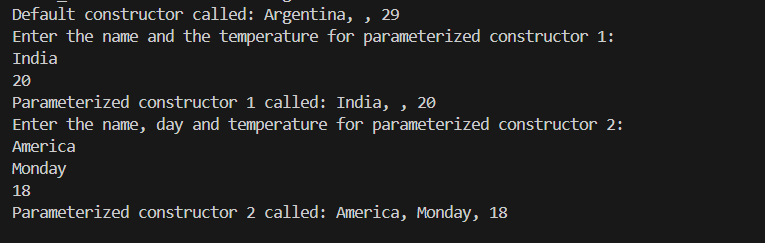 Default constructor called: Argentina, , 29
Enter the name and the temperature for parameterized constructor 1:
India
20
Parameterized constructor 1 called: India, , 20
Enter the name, day and temperature for parameterized constructor 2:
America
Monday
18
Parameterized constructor 2 called: America, Monday, 18